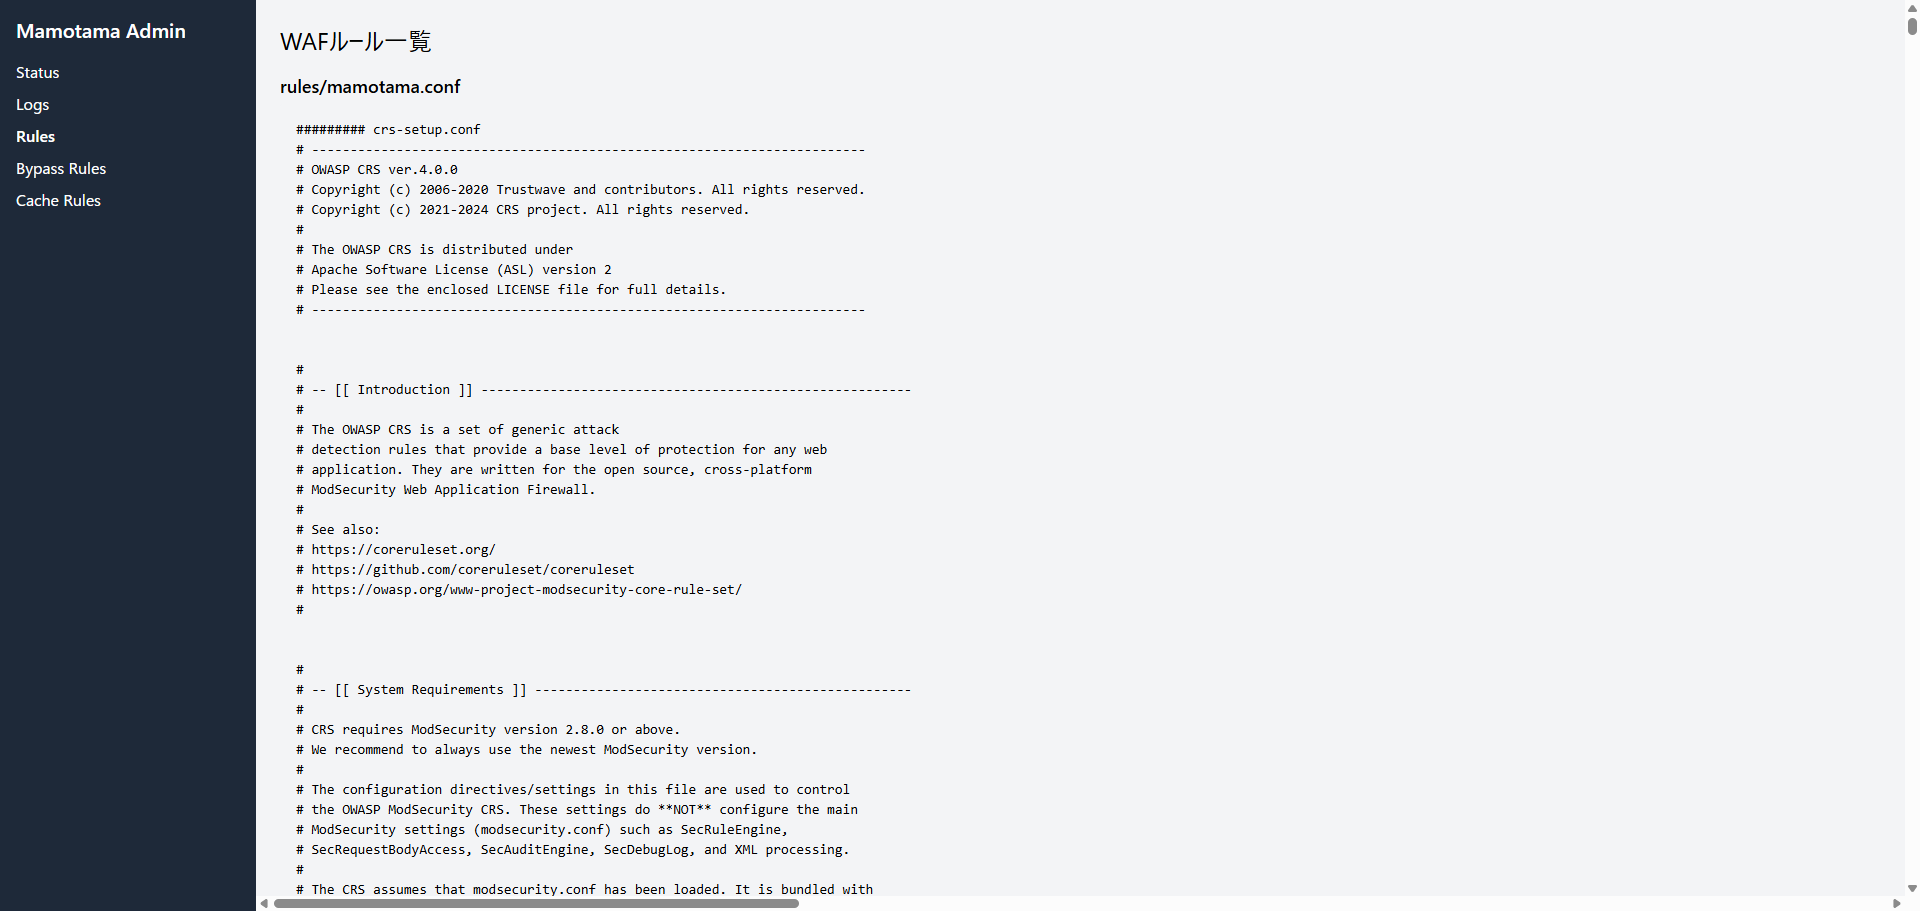 Mamotama Admin
Status
Logs
Rules
Bypass Rules
Cache Rules
WAFルール一覧
rules/mamotama.conf
######### crs-setup.conf
# ------------------------------------------------------------------------
# OWASP CRS ver.4.0.0
# Copyright (c) 2006-2020 Trustwave and contributors. All rights reserved.
# Copyright (c) 2021-2024 CRS project. All rights reserved.
#
# The OWASP CRS is distributed under
# Apache Software License (ASL) version 2
# Please see the enclosed LICENSE file for full details.
# ------------------------------------------------------------------------
#
# -- [[ Introduction ]] --------------------------------------------------------
#
# The OWASP CRS is a set of generic attack
# detection rules that provide a base level of protection for any web
# application. They are written for the open source, cross-platform
# ModSecurity Web Application Firewall.
#
# See also:
# https://coreruleset.org/
# https://github.com/coreruleset/coreruleset
# https://owasp.org/www-project-modsecurity-core-rule-set/
#
#
# -- [[ System Requirements ]] -------------------------------------------------
#
# CRS requires ModSecurity version 2.8.0 or above.
# We recommend to always use the newest ModSecurity version.
#
# The configuration directives/settings in this file are used to control
# the OWASP ModSecurity CRS. These settings do **NOT** configure the main
# ModSecurity settings (modsecurity.conf) such as SecRuleEngine,
# SecRequestBodyAccess, SecAuditEngine, SecDebugLog, and XML processing.
#
# The CRS assumes that modsecurity.conf has been loaded. It is bundled with